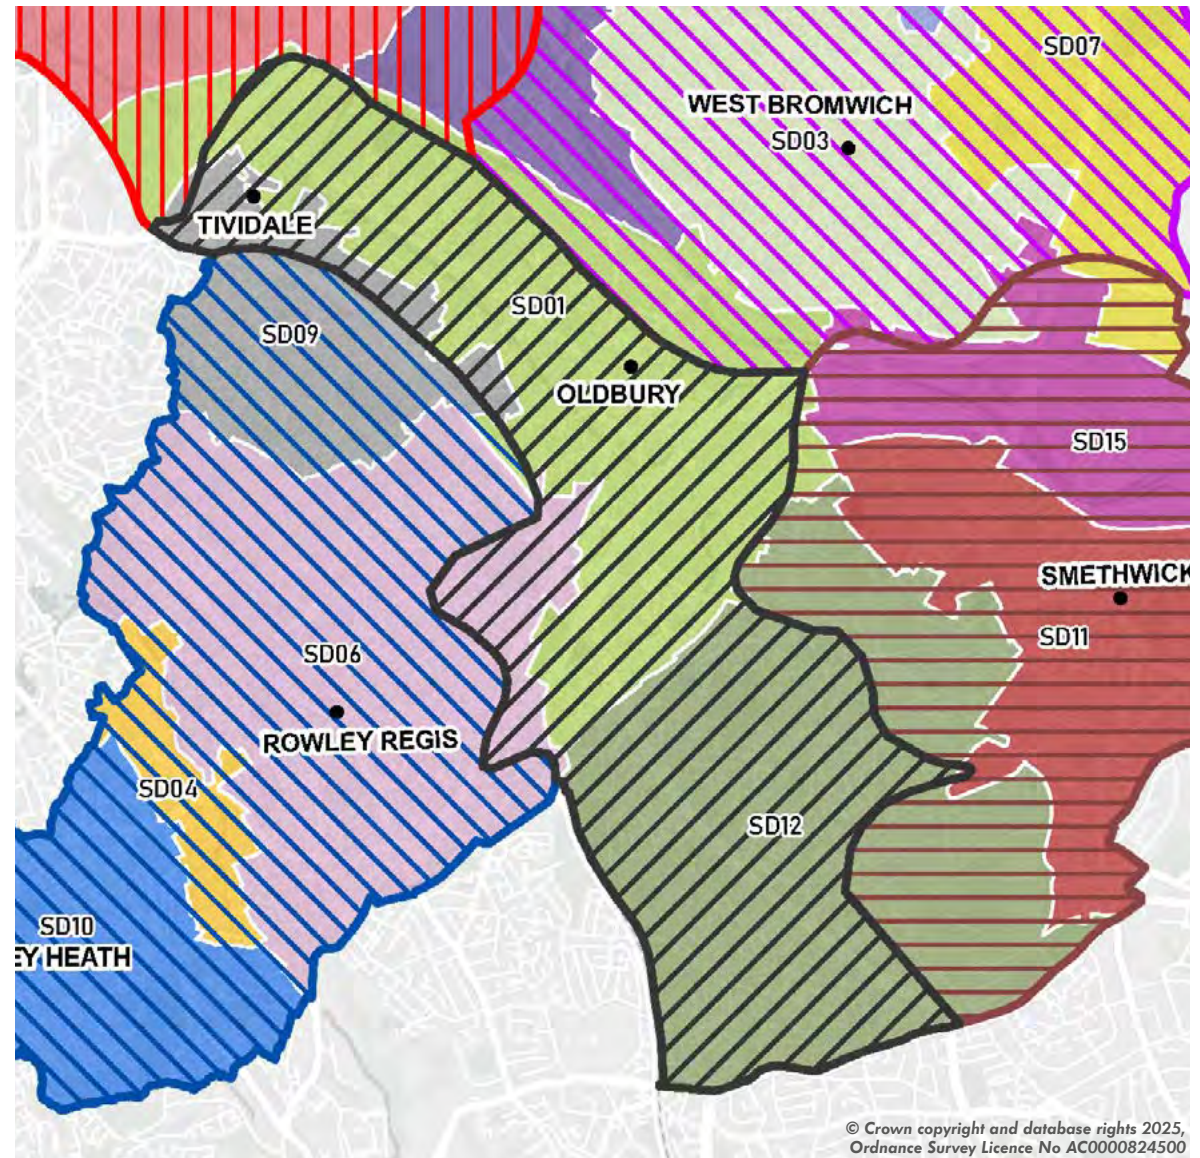 SD07
WEST BROMWICH
SD03
TIVIDALE
SD01
SD09
OLDBURY
SD15
SMETHWICK
SD11
SD06
ROWLEY REGIS
SD04
SD12
SD10
EY HEATH
© Crown copyright and database rights 2025,
Ordnance Survey Licence No AC0000824500